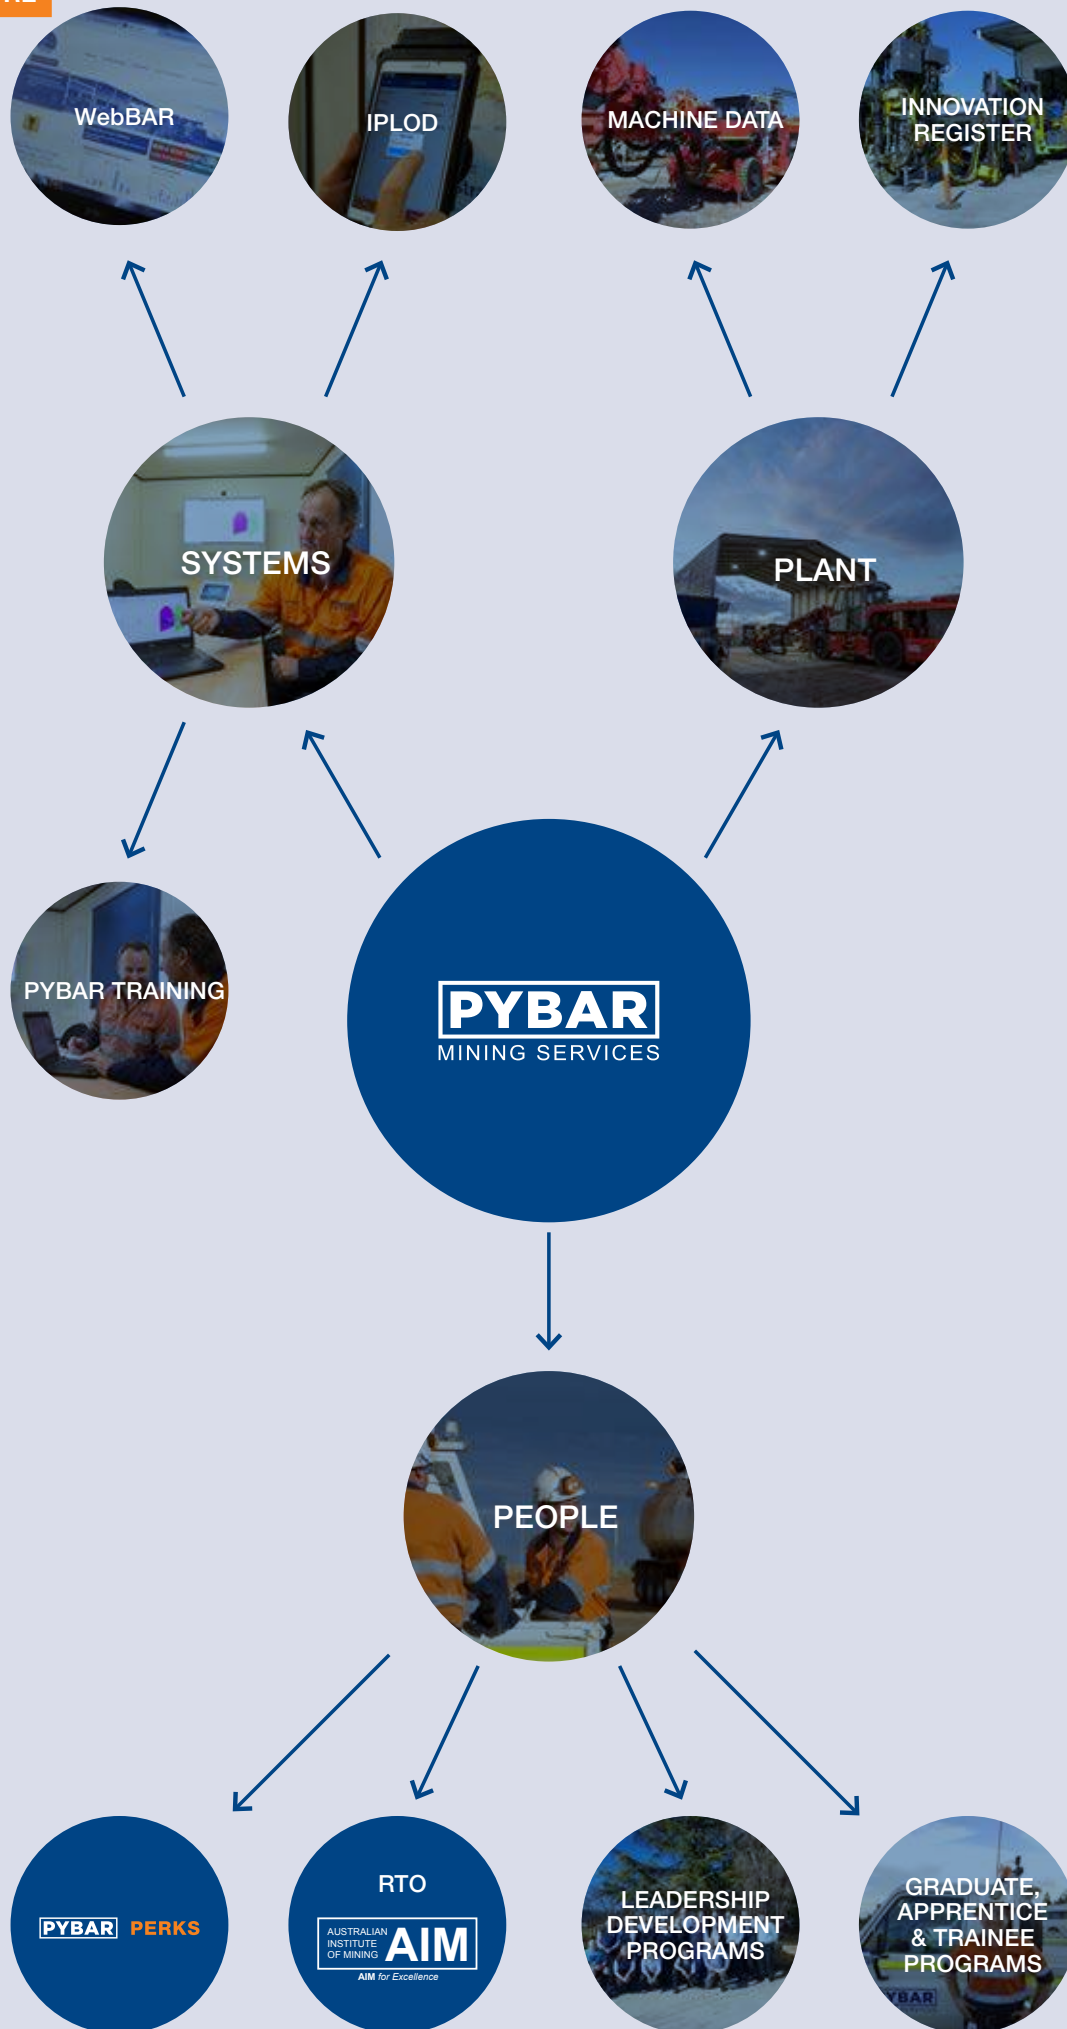 WebBAR
IPLOD
MACHINE DATA
INNOVATION
REGISTER
SYSTEMS
PLANT
PYBAR TRAINING
PYBAR
MINING SERVICES
PEOPLE
PYBAR PERKS
RTO
AUSTRALIAN
INSTITUTE
OF MINING
AIM
AIM for Excellence
LEADERSHIP
DEVELOPMENT
PROGRAMS
GRADUATE,
APPRENTICE
& TRAINEE
PROGRAMS